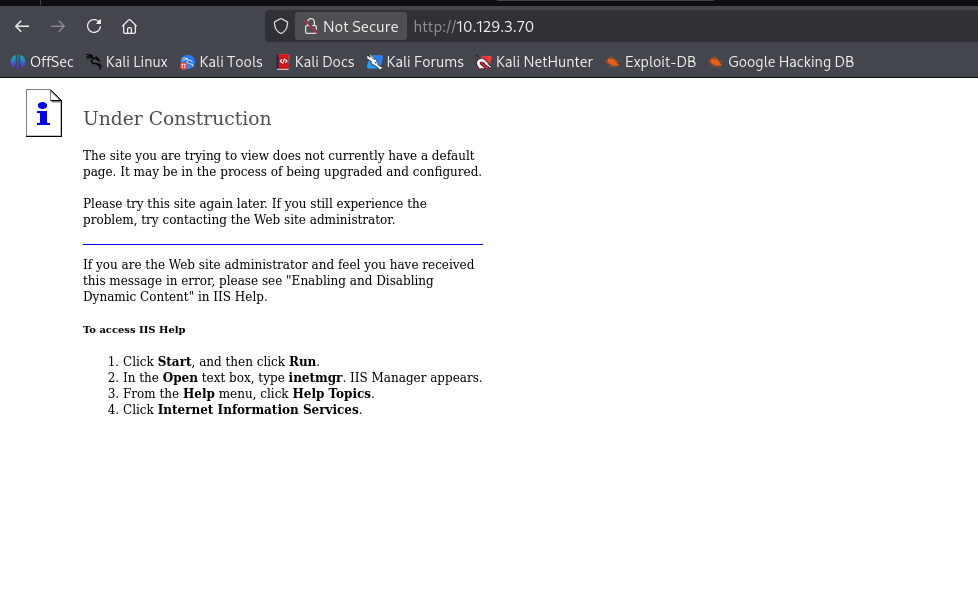 Not Secure http://10.129.3.70
OffSec Kali Linux Kali Tools Kali Docs Kali Forums Kali NetHunter Exploit-DB Google Hacking DB
Under Construction
The site you are trying to view does not currently have a default
page. It may be in the process of being upgraded and configured.
Please try this site again later. If you still experience the
problem, try contacting the Web site administrator.
If you are the Web site administrator and feel you have received
this message in error, please see "Enabling and Disabling
Dynamic Content" in IIS Help.
To access IIS Help
1. Click Start, and then click Run.
2. In the Open text box, type inetmgr. IIS Manager appears.
3. From the Help menu, click Help Topics.
4. Click Internet Information Services.